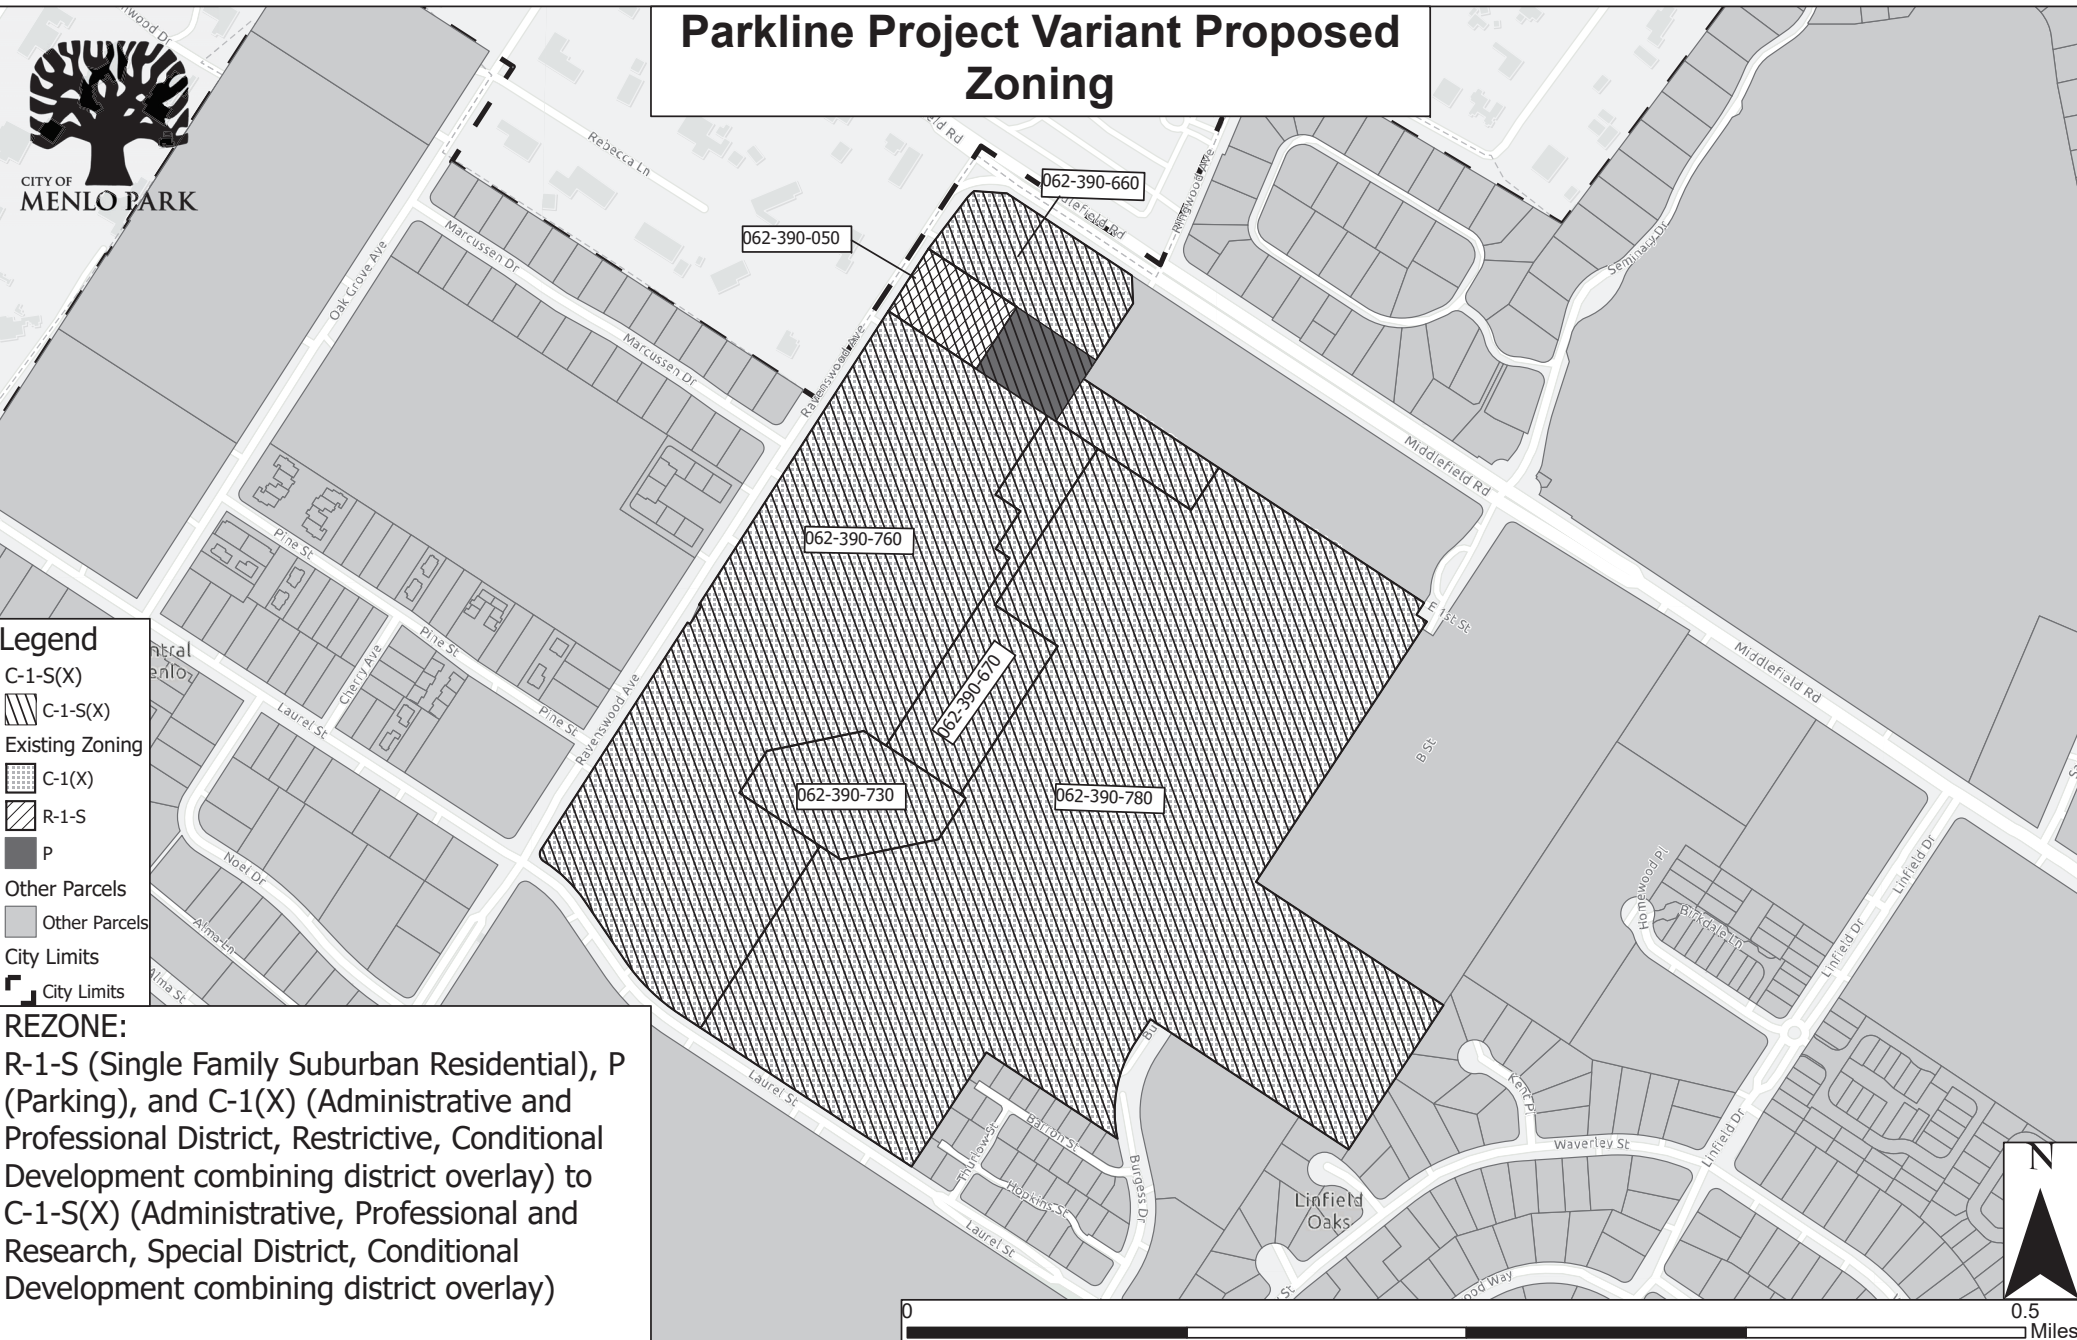 Parkline Project Variant Proposed
Zoning
CITY OF
MENLO PARK
Rebecca Ln
Marcussen Dr
Marcussen Dr
Oak Grove Ave
Ravenswood Ave
Ravenswood Ave
Ringwood Ave
Seminary Dr
062-390-660
062-390-050
062-390-760
062-390-670
062-390-730
062-390-780
Middlefield Rd
Middlefield Rd
E 1st St
B St
Pine St
Pine St
Pine St
Cherry Ave
Laurel St
Noel Dr
Alma Ln
Alma St
Laurel St
Laurel St
Thurlow St
Barron St
Hopkins St
Burgess Dr
Bu
Homewood Pl
Birkdale Ln
Linfield Dr
Linfield Dr
Linfield Dr
Kent Pl
Waverley St
Linfield
Oaks
Legend
C-1-S(X)
C-1-S(X)
Existing Zoning
C-1(X)
R-1-S
P
Other Parcels
Other Parcels
City Limits
City Limits
REZONE:
R-1-S (Single Family Suburban Residential), P
(Parking), and C-1(X) (Administrative and
Professional District, Restrictive, Conditional
Development combining district overlay) to
C-1-S(X) (Administrative, Professional and
Research, Special District, Conditional
Development combining district overlay)
N
0
0.5
Miles